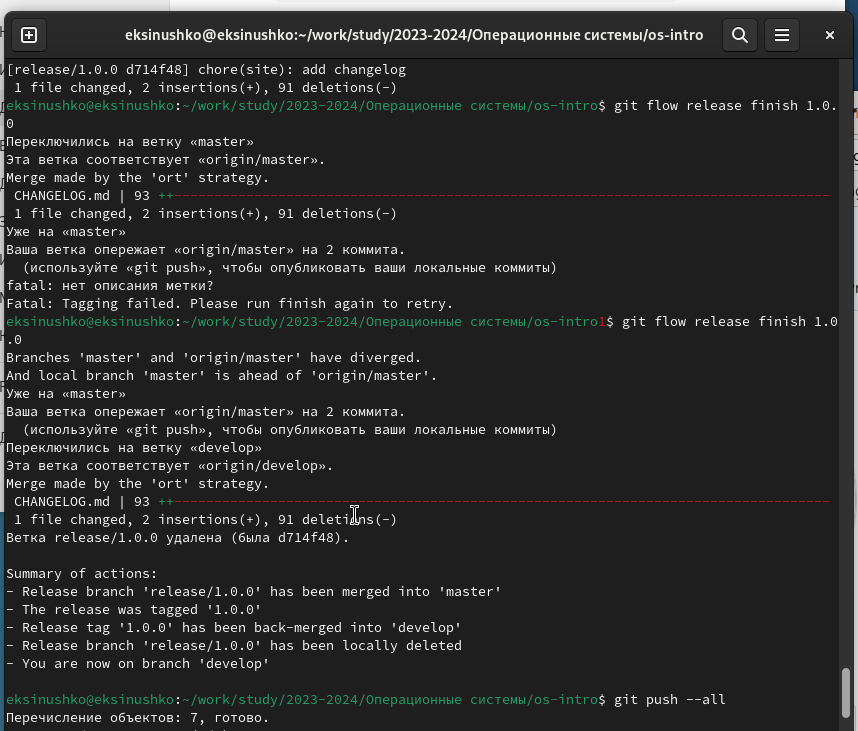 eksinushko@eksinushko:~/work/study/2023-2024/Операционные системы/os-intro
[release/1.0.0 d714f48] chore(site): add changelog
 1 file changed, 2 insertions(+), 91 deletions(-)
eksinushko@eksinushko:~/work/study/2023-2024/Операционные системы/os-intro$ git flow release finish 1.0.
0
Переключились на ветку «master»
Эта ветка соответствует «origin/master».
Merge made by the 'ort' strategy.
 CHANGELOG.md | 93 ++-----------------------------------------------------------------------------------
 1 file changed, 2 insertions(+), 91 deletions(-)
Уже на «master»
Ваша ветка опережает «origin/master» на 2 коммита.
  (используйте «git push», чтобы опубликовать ваши локальные коммиты)
fatal: нет описания метки?
Fatal: Tagging failed. Please run finish again to retry.
eksinushko@eksinushko:~/work/study/2023-2024/Операционные системы/os-intro1$ git flow release finish 1.0
.0
Branches 'master' and 'origin/master' have diverged.
And local branch 'master' is ahead of 'origin/master'.
Уже на «master»
Ваша ветка опережает «origin/master» на 2 коммита.
  (используйте «git push», чтобы опубликовать ваши локальные коммиты)
Переключились на ветку «develop»
Эта ветка соответствует «origin/develop».
Merge made by the 'ort' strategy.
 CHANGELOG.md | 93 ++-----------------------------------------------------------------------------------
 1 file changed, 2 insertions(+), 91 deletions(-)
Ветка release/1.0.0 удалена (была d714f48).
Summary of actions:
- Release branch 'release/1.0.0' has been merged into 'master'
- The release was tagged '1.0.0'
- Release tag '1.0.0' has been back-merged into 'develop'
- Release branch 'release/1.0.0' has been locally deleted
- You are now on branch 'develop'
eksinushko@eksinushko:~/work/study/2023-2024/Операционные системы/os-intro$ git push --all
Перечисление объектов: 7, готово.